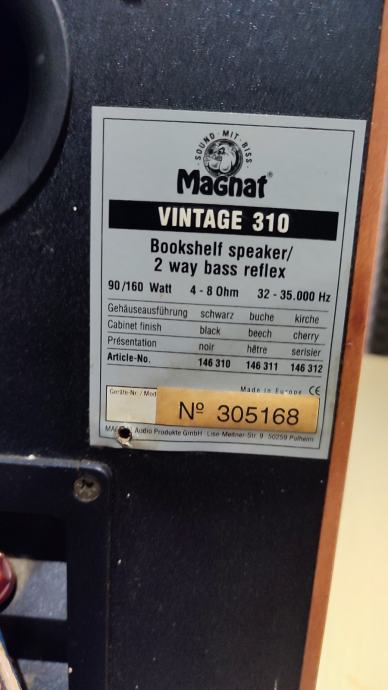 SOUND·MIT·BISS
Magnat®
VINTAGE 310
Bookshelf speaker/
2 way bass reflex
90/160 Watt 4 - 8 Ohm 32 - 35.000 Hz
Gehäuseausführung schwarz buche kirche
Cabinet finish black beech cherry
Présentation noir hêtre serisier
Article-No. 146 310 146 311 146 312
Made in Europe CE
Geräte-Nr. / Mod
Nº 305168
Audio Produkte GmbH · Lise-Meitner-Str. 9 · 50259 Pulheim